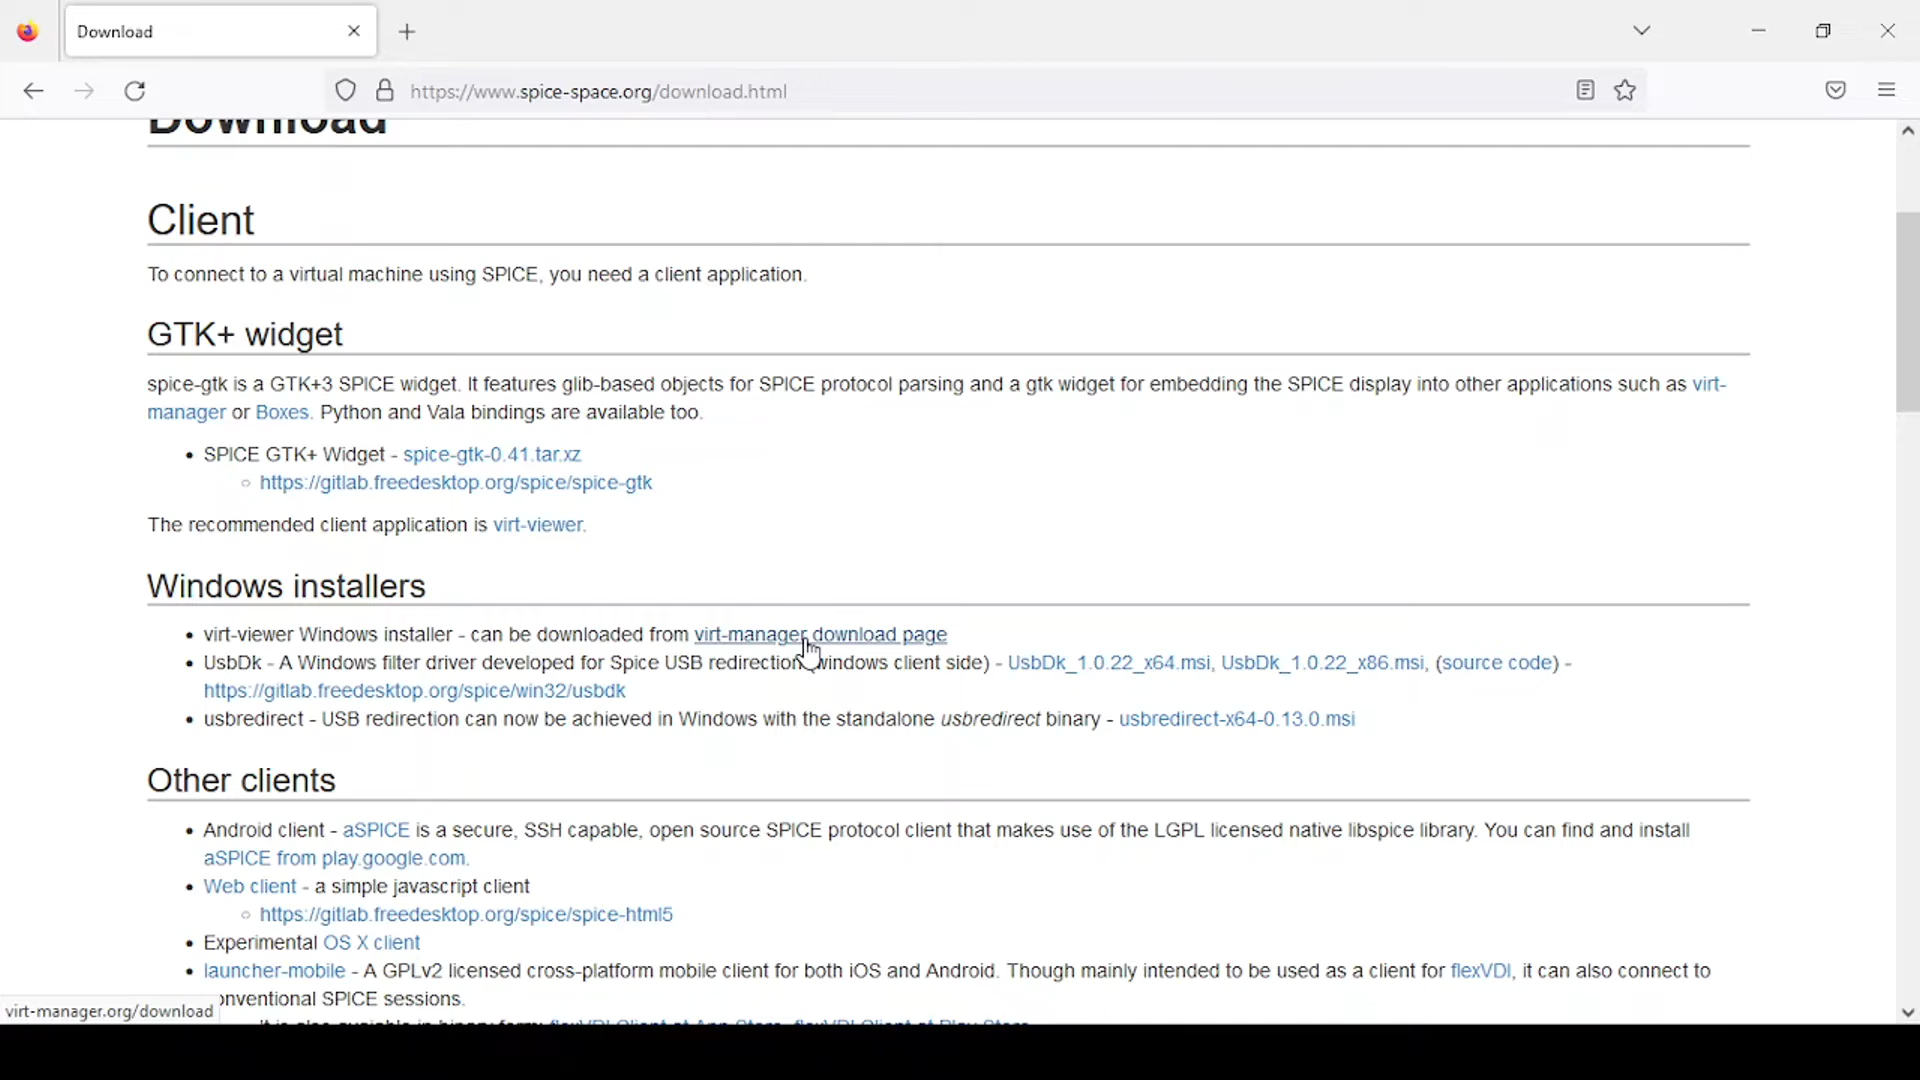 Download
https://www.spice-space.org/download.html
Download
Client
To connect to a virtual machine using SPICE, you need a client application.
GTK+ widget
spice-gtk is a GTK+3 SPICE widget. It features glib-based objects for SPICE protocol parsing and a gtk widget for embedding the SPICE display into other applications such as virt-
manager or Boxes. Python and Vala bindings are available too.
• SPICE GTK+ Widget - spice-gtk-0.41.tar.xz
○ https://gitlab.freedesktop.org/spice/spice-gtk
The recommended client application is virt-viewer.
Windows installers
• virt-viewer Windows installer - can be downloaded from virt-manager download page
• UsbDk - A Windows filter driver developed for Spice USB redirection windows client side) - UsbDk_1.0.22_x64.msi, UsbDk_1.0.22_x86.msi, (source code) -
https://gitlab.freedesktop.org/spice/win32/usbdk
• usbredirect - USB redirection can now be achieved in Windows with the standalone usbredirect binary - usbredirect-x64-0.13.0.msi
Other clients
• Android client - aSPICE is a secure, SSH capable, open source SPICE protocol client that makes use of the LGPL licensed native libspice library. You can find and install
aSPICE from play.google.com.
• Web client - a simple javascript client
○ https://gitlab.freedesktop.org/spice/spice-html5
• Experimental OS X client
• launcher-mobile - A GPLv2 licensed cross-platform mobile client for both iOS and Android. Though mainly intended to be used as a client for flexVDI, it can also connect to
onventional SPICE sessions.
virt-manager.org/download